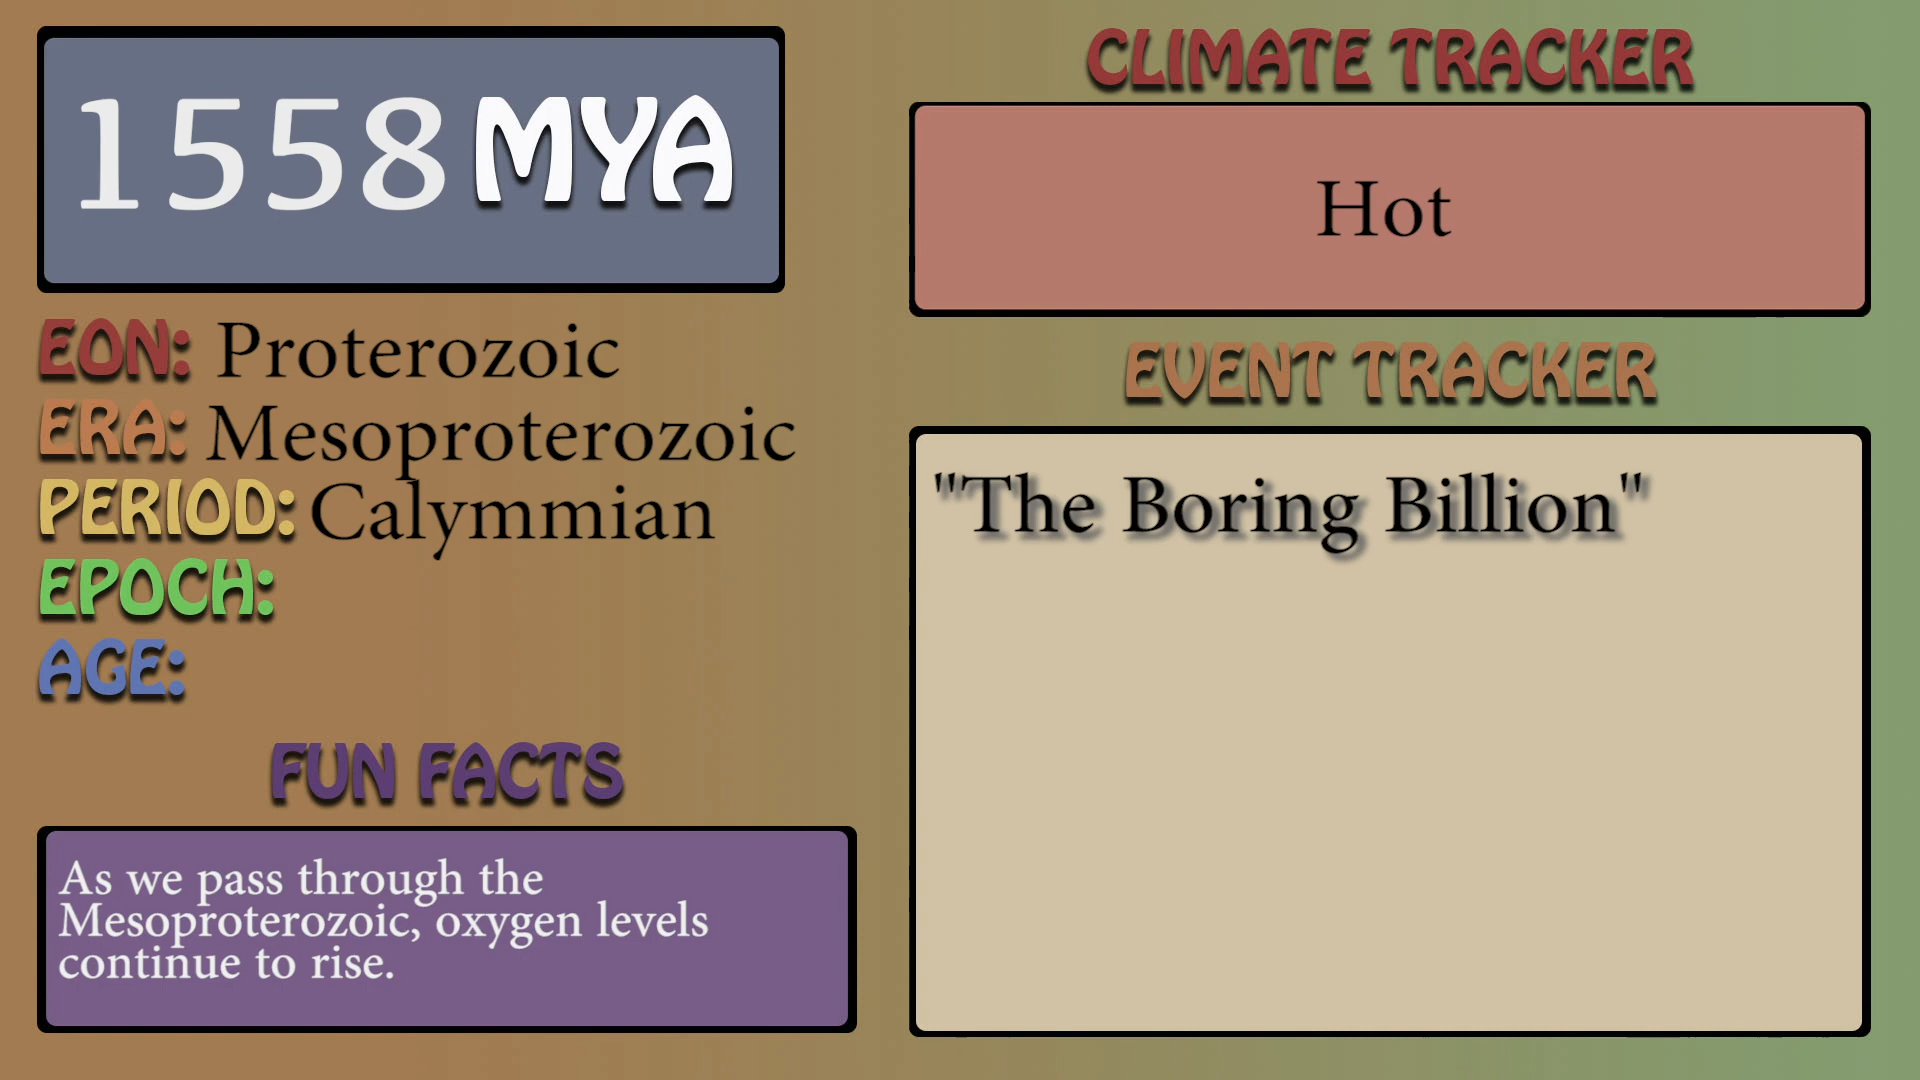 1558 MYA
EON: Proterozoic
ERA: Mesoproterozoic
PERIOD: Calymmian
EPOCH:
AGE:
FUN FACTS
As we pass through the
Mesoproterozoic, oxygen levels
continue to rise.
CLIMATE TRACKER
Hot
EVENT TRACKER
"The Boring Billion"